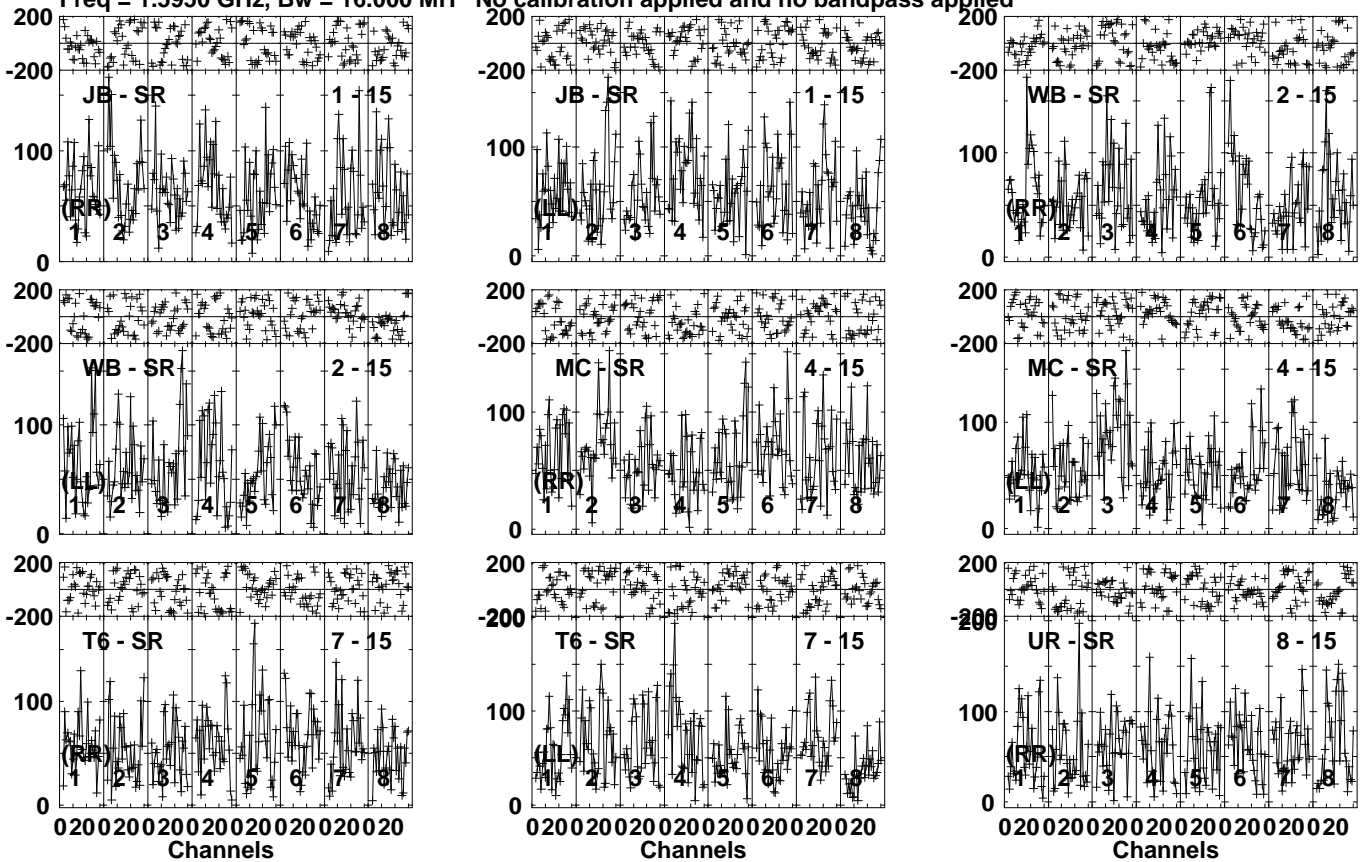 Freq = 1.5950 GHz, Bw = 16.000 MH No calibration applied and no bandpass applied
200 200 200
-200 -200 -200
JB - SR 1 - 15 JB - SR 1 - 15 WB - SR 2 - 15
100 100 100
(RR) (LL) (RR)
1 2 3 4 5 6 7 8 1 2 3 4 5 6 7 8 1 2 3 4 5 6 7 8
0 0 0
200 200 200
-200 -200 -200
WB - SR 2 - 15 MC - SR 4 - 15 MC - SR 4 - 15
100 100 100
(LL) (RR) (LL)
1 2 3 4 5 6 7 8 1 2 3 4 5 6 7 8 1 2 3 4 5 6 7 8
0 0 0
200 200 200
-200 -200 -200
200 200
T6 - SR 7 - 15 T6 - SR 7 - 15 UR - SR 8 - 15
100 100 100
(RR) (LL) (RR)
1 2 3 4 5 6 7 8 1 2 3 4 5 6 7 8 1 2 3 4 5 6 7 8
0 0 0
0 20 0 20 0 20 0 20 0 20 0 20 0 20 0 20 0 20 0 20 0 20 0 20 0 20 0 20 0 20 0 20 0 20 0 20 0 20 0 20 0 20 0 20 0 20 0 20
Channels Channels Channels